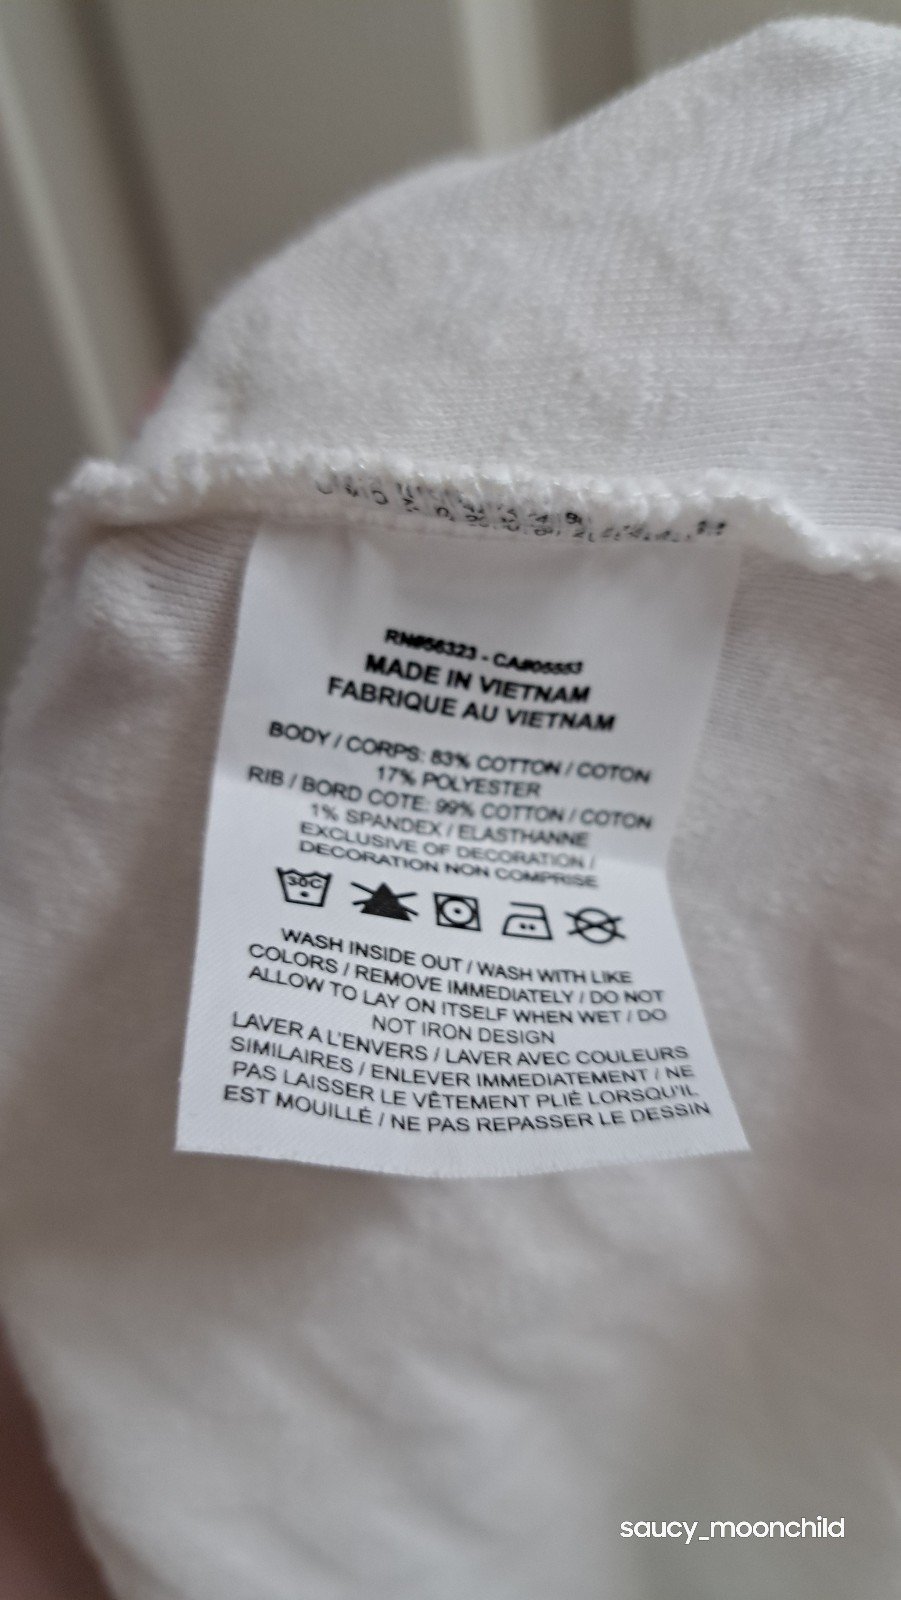 RN#56323 - CA#05553
MADE IN VIETNAM
FABRIQUE AU VIETNAM
BODY / CORPS: 83% COTTON / COTON
17% POLYESTER
RIB / BORD COTE: 99% COTTON / COTON
1% SPANDEX / ELASTHANNE
EXCLUSIVE OF DECORATION /
DECORATION NON COMPRISE
30C
WASH INSIDE OUT / WASH WITH LIKE
COLORS / REMOVE IMMEDIATELY / DO NOT
ALLOW TO LAY ON ITSELF WHEN WET / DO
NOT IRON DESIGN
LAVER A L'ENVERS / LAVER AVEC COULEURS
SIMILAIRES / ENLEVER IMMEDIATEMENT / NE
PAS LAISSER LE VÊTEMENT PLIÉ LORSQU'IL
EST MOUILLÉ / NE PAS REPASSER LE DESSIN
saucy_moonchild